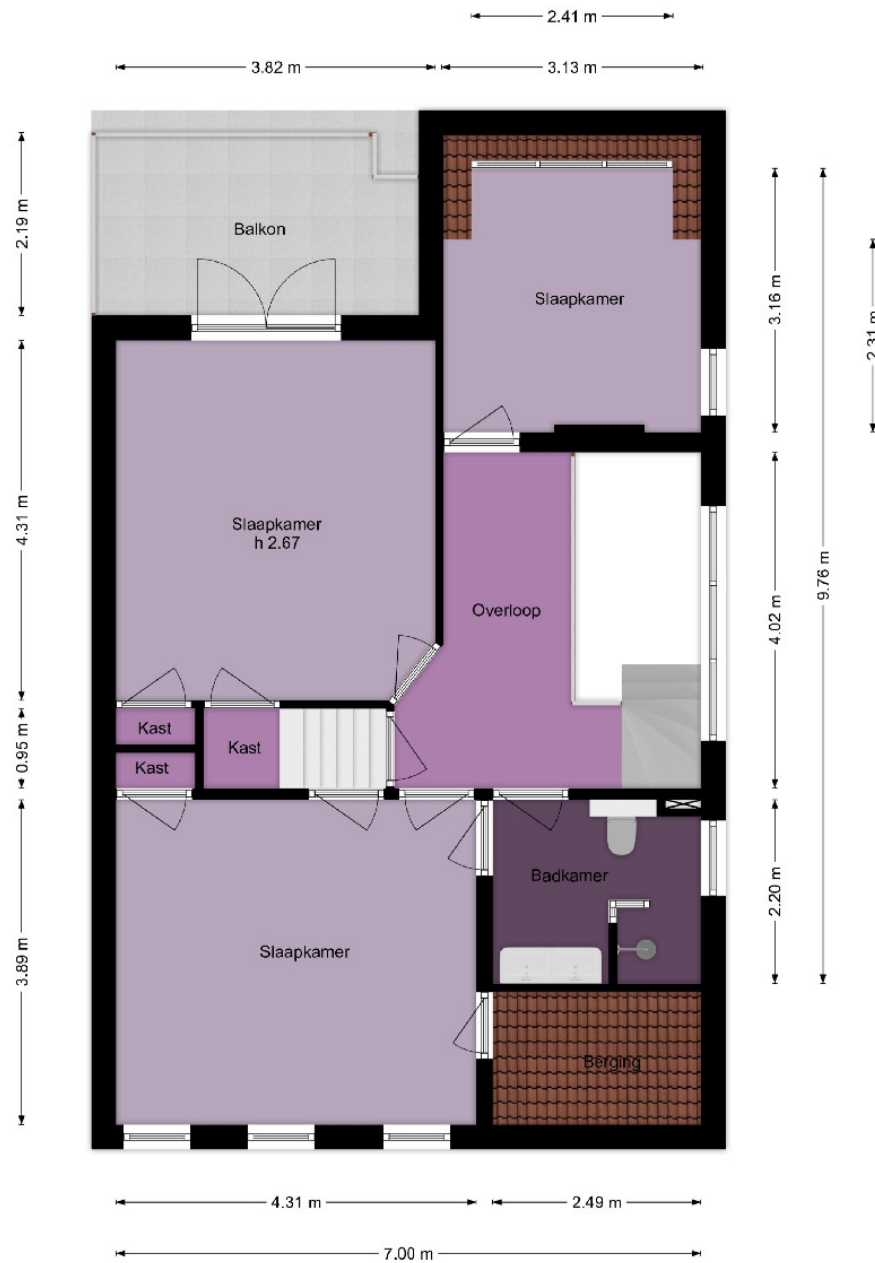 2.41 m
3.82 m
3.13 m
2.19 m
Balkon
Slaapkamer
3.16 m
2.31 m
4.31 m
Slaapkamer
h 2.67
9.76 m
Overloop
4.02 m
0.95 m
Kast
Kast
Kast
Badkamer
2.20 m
3.89 m
Slaapkamer
Berging
4.31 m
2.49 m
7.00 m